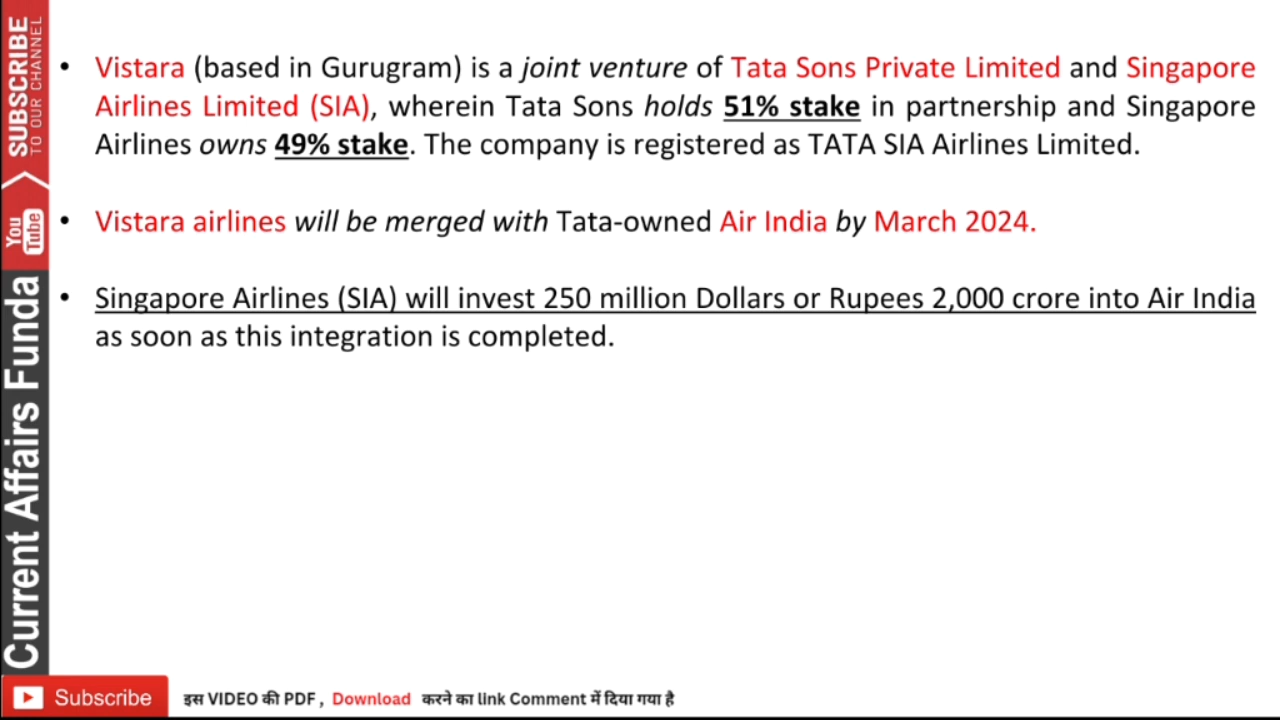 • Vistara (based in Gurugram) is a joint venture of Tata Sons Private Limited and Singapore
Airlines Limited (SIA), wherein Tata Sons holds 51% stake in partnership and Singapore
Airlines owns 49% stake. The company is registered as TATA SIA Airlines Limited.
• Vistara airlines will be merged with Tata-owned Air India by March 2024.
• Singapore Airlines (SIA) will invest 250 million Dollars or Rupees 2,000 crore into Air India
as soon as this integration is completed.
SUBSCRIBE
TO OUR CHANNEL
You
Tube
Current Affairs Funda
Subscribe
इस VIDEO की PDF , Download करने का link Comment में दिया गया है